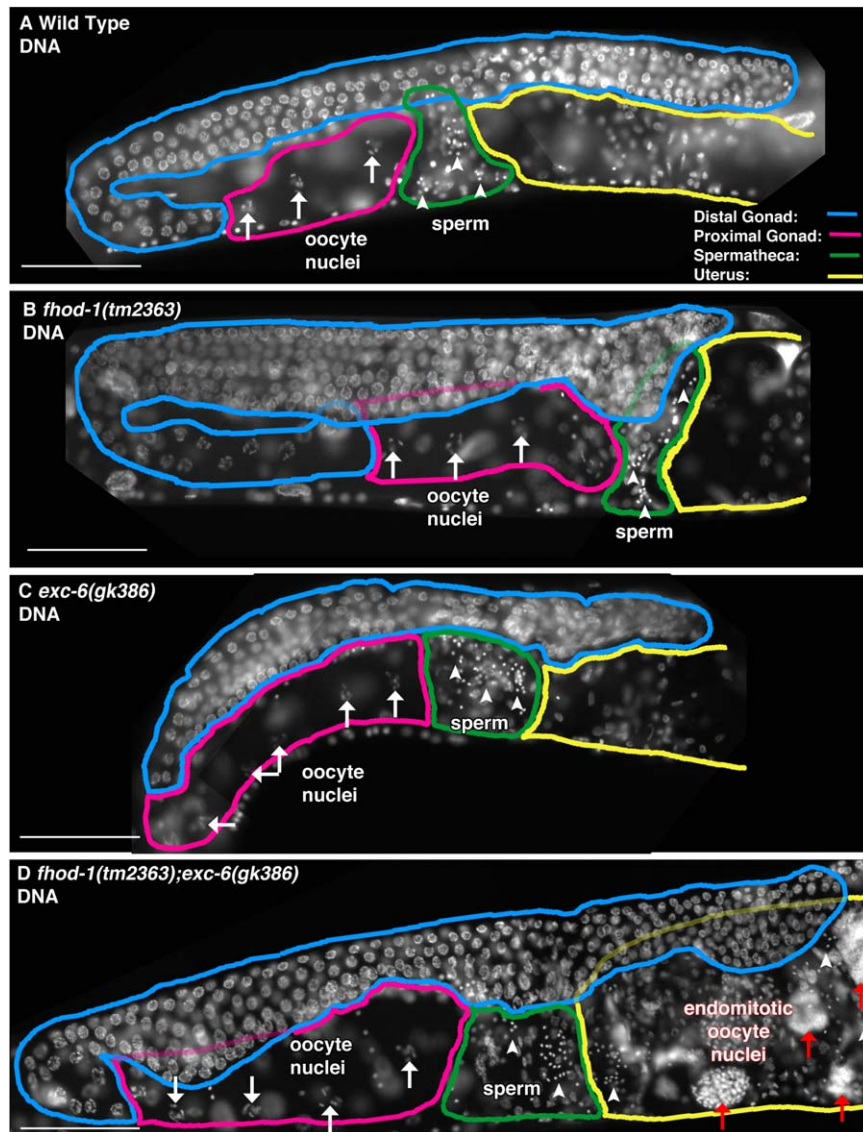 A Wild Type
DNA
oocyte
nuclei
sperm
Distal Gonad:
Proximal Gonad:
Spermatheca:
Uterus:
B fhod-1(tm2363)
DNA
oocyte
nuclei
sperm
C exc-6(gk386)
DNA
sperm
oocyte
nuclei
D fhod-1(tm2363);exc-6(gk386)
DNA
oocyte
nuclei
sperm
endomitotic
oocyte
nuclei